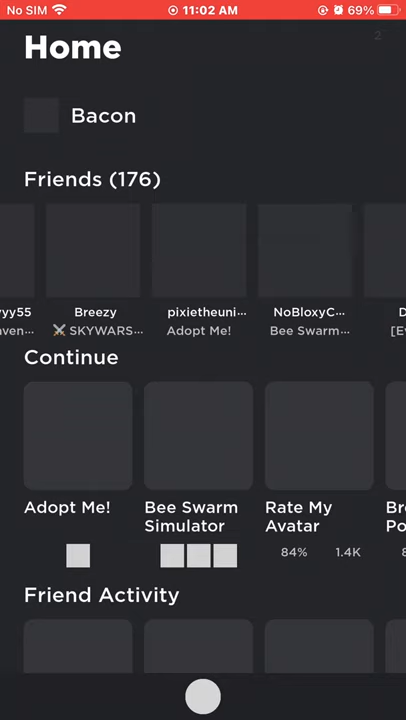 No SIM 11:02 AM 69%
Home
2
Bacon
Friends (176)
Breezy pixietheuni... NoBloxyC...
⚔️ SKYWARS... Adopt Me! Bee Swarm...
Continue
Adopt Me! Bee Swarm Rate My
Simulator Avatar
84% 1.4K
Friend Activity